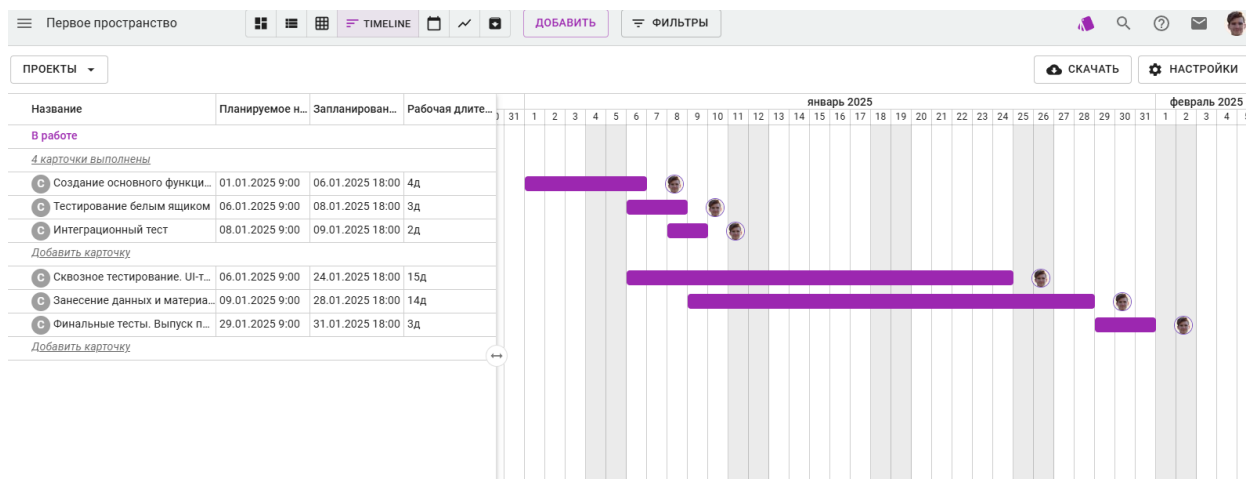 Первое пространство TIMELINE ДОБАВИТЬ ФИЛЬТРЫ
ПРОЕКТЫ СКАЧАТЬ НАСТРОЙКИ
Название Планируемое н... Запланирован... Рабочая длите... январь 2025 февраль 2025
31 1 2 3 4 5 6 7 8 9 10 11 12 13 14 15 16 17 18 19 20 21 22 23 24 25 26 27 28 29 30 31 1 2 3 4
В работе
4 карточки выполнены
С Создание основного функци... 01.01.2025 9:00 06.01.2025 18:00 4д
С Тестирование белым ящиком 06.01.2025 9:00 08.01.2025 18:00 3д
С Интеграционный тест 08.01.2025 9:00 09.01.2025 18:00 2д
Добавить карточку
С Сквозное тестирование. UI-т... 06.01.2025 9:00 24.01.2025 18:00 15д
С Занесение данных и материа... 09.01.2025 9:00 28.01.2025 18:00 14д
С Финальные тесты. Выпуск п... 29.01.2025 9:00 31.01.2025 18:00 3д
Добавить карточку